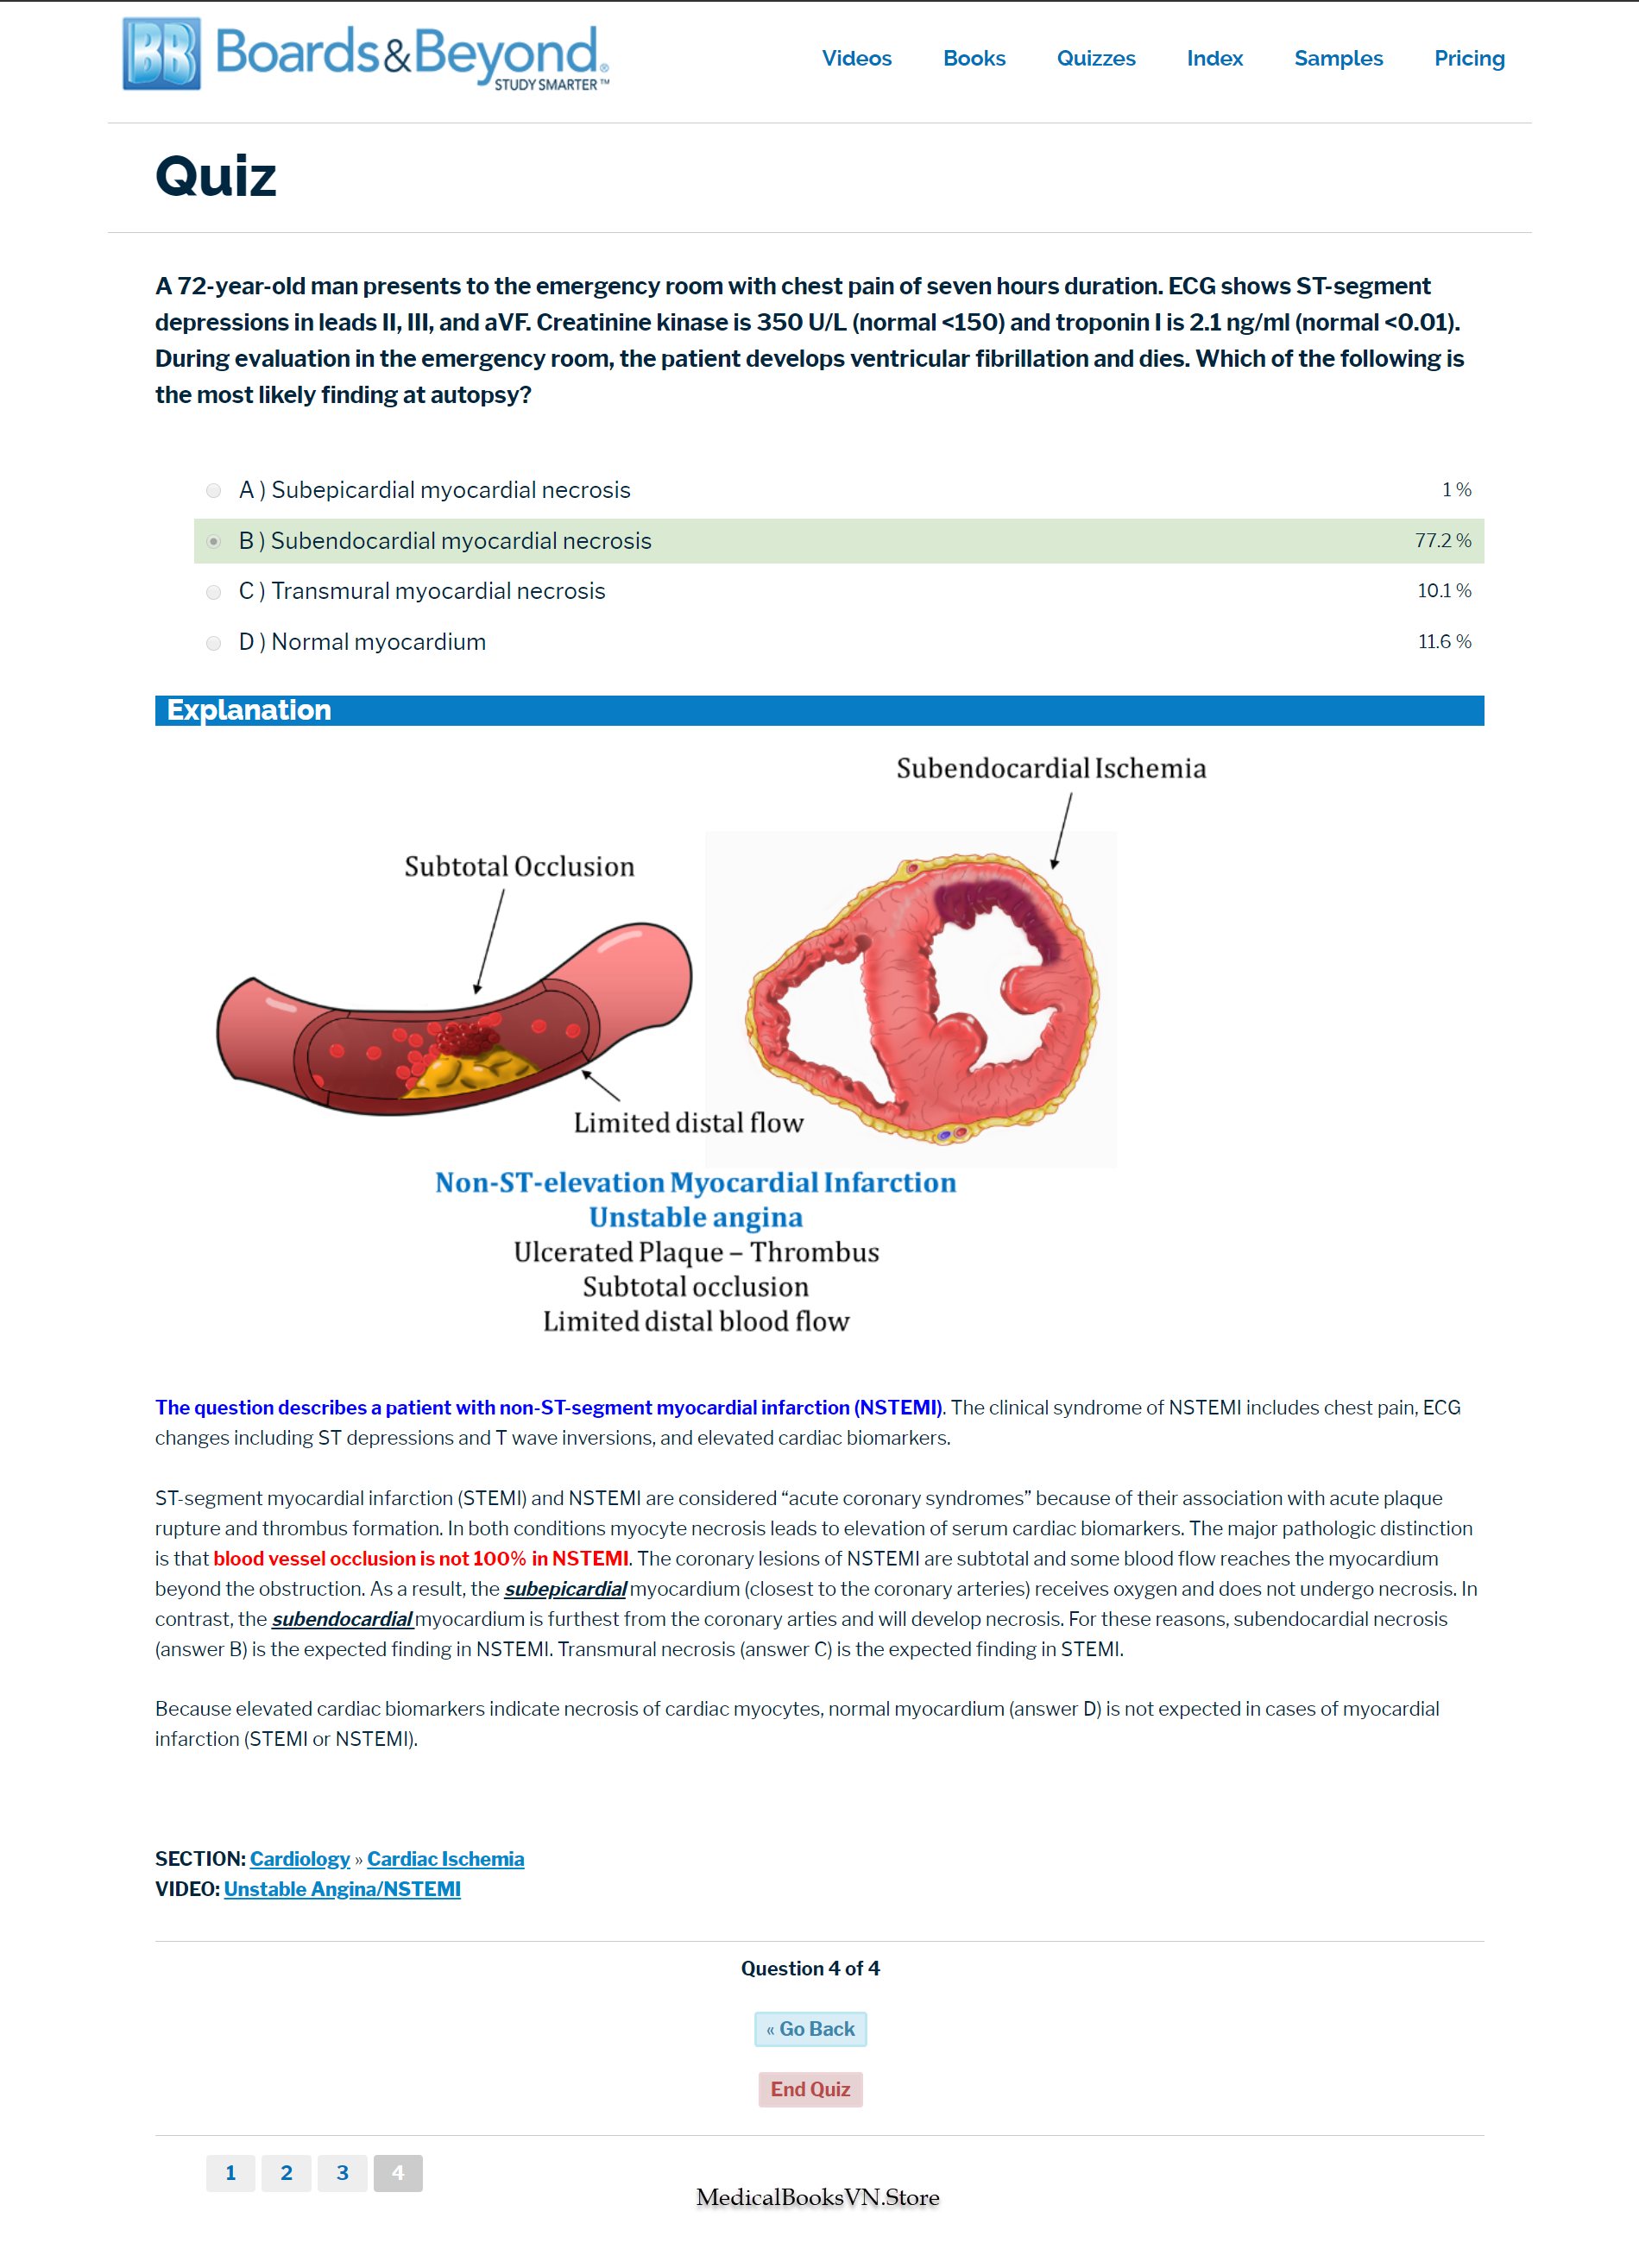 BB Boards&Beyond®
STUDY SMARTER™
Videos Books Quizzes Index Samples Pricing
Quiz
A 72-year-old man presents to the emergency room with chest pain of seven hours duration. ECG shows ST-segment
depressions in leads II, III, and aVF. Creatinine kinase is 350 U/L (normal <150) and troponin I is 2.1 ng/ml (normal <0.01).
During evaluation in the emergency room, the patient develops ventricular fibrillation and dies. Which of the following is
the most likely finding at autopsy?
A ) Subepicardial myocardial necrosis 1 %
B ) Subendocardial myocardial necrosis 77.2 %
C ) Transmural myocardial necrosis 10.1 %
D ) Normal myocardium 11.6 %
Explanation
Subendocardial Ischemia
Subtotal Occlusion
Limited distal flow
Non-ST-elevation Myocardial Infarction
Unstable angina
Ulcerated Plaque – Thrombus
Subtotal occlusion
Limited distal blood flow
The question describes a patient with non-ST-segment myocardial infarction (NSTEMI). The clinical syndrome of NSTEMI includes chest pain, ECG
changes including ST depressions and T wave inversions, and elevated cardiac biomarkers.
ST-segment myocardial infarction (STEMI) and NSTEMI are considered “acute coronary syndromes” because of their association with acute plaque
rupture and thrombus formation. In both conditions myocyte necrosis leads to elevation of serum cardiac biomarkers. The major pathologic distinction
is that blood vessel occlusion is not 100% in NSTEMI. The coronary lesions of NSTEMI are subtotal and some blood flow reaches the myocardium
beyond the obstruction. As a result, the subepicardial myocardium (closest to the coronary arteries) receives oxygen and does not undergo necrosis. In
contrast, the subendocardial myocardium is furthest from the coronary arties and will develop necrosis. For these reasons, subendocardial necrosis
(answer B) is the expected finding in NSTEMI. Transmural necrosis (answer C) is the expected finding in STEMI.
Because elevated cardiac biomarkers indicate necrosis of cardiac myocytes, normal myocardium (answer D) is not expected in cases of myocardial
infarction (STEMI or NSTEMI).
SECTION: Cardiology » Cardiac Ischemia
VIDEO: Unstable Angina/NSTEMI
Question 4 of 4
« Go Back
End Quiz
1 2 3 4
MedicalBooksVN.Store